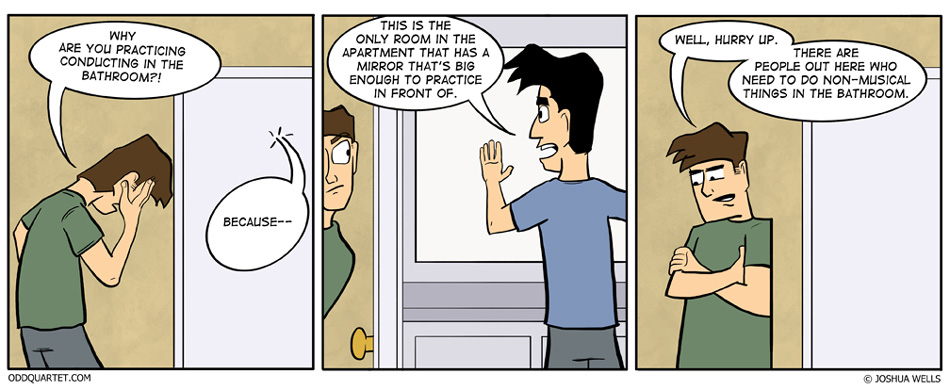 WHY
ARE YOU PRACTICING
CONDUCTING IN THE
BATHROOM?!
BECAUSE--
THIS IS THE
ONLY ROOM IN THE
APARTMENT THAT HAS A
MIRROR THAT'S BIG
ENOUGH TO PRACTICE
IN FRONT OF.
WELL, HURRY UP.
THERE ARE
PEOPLE OUT HERE WHO
NEED TO DO NON-MUSICAL
THINGS IN THE BATHROOM.
ODDQUARTET.COM
© JOSHUA WELLS